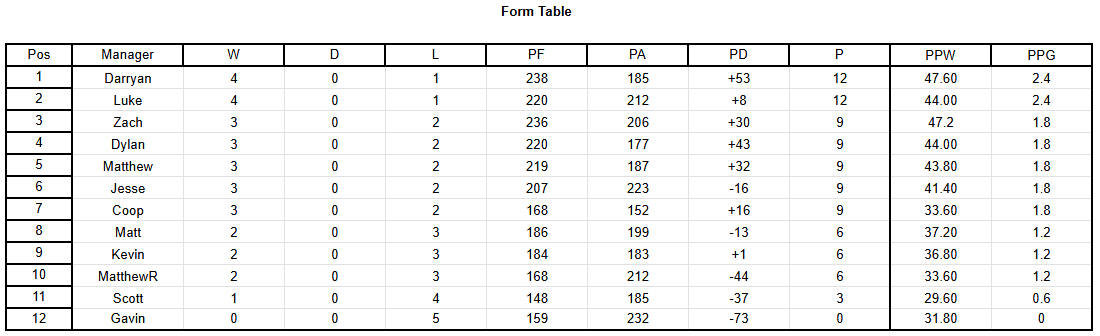 Form Table
Pos Manager W D L PF PA PD P PPW PPG
1 Darryan 4 0 1 238 185 +53 12 47.60 2.4
2 Luke 4 0 1 220 212 +8 12 44.00 2.4
3 Zach 3 0 2 236 206 +30 9 47.2 1.8
4 Dylan 3 0 2 220 177 +43 9 44.00 1.8
5 Matthew 3 0 2 219 187 +32 9 43.80 1.8
6 Jesse 3 0 2 207 223 -16 9 41.40 1.8
7 Coop 3 0 2 168 152 +16 9 33.60 1.8
8 Matt 2 0 3 186 199 -13 6 37.20 1.2
9 Kevin 2 0 3 184 183 +1 6 36.80 1.2
10 MatthewR 2 0 3 168 212 -44 6 33.60 1.2
11 Scott 1 0 4 148 185 -37 3 29.60 0.6
12 Gavin 0 0 5 159 232 -73 0 31.80 0